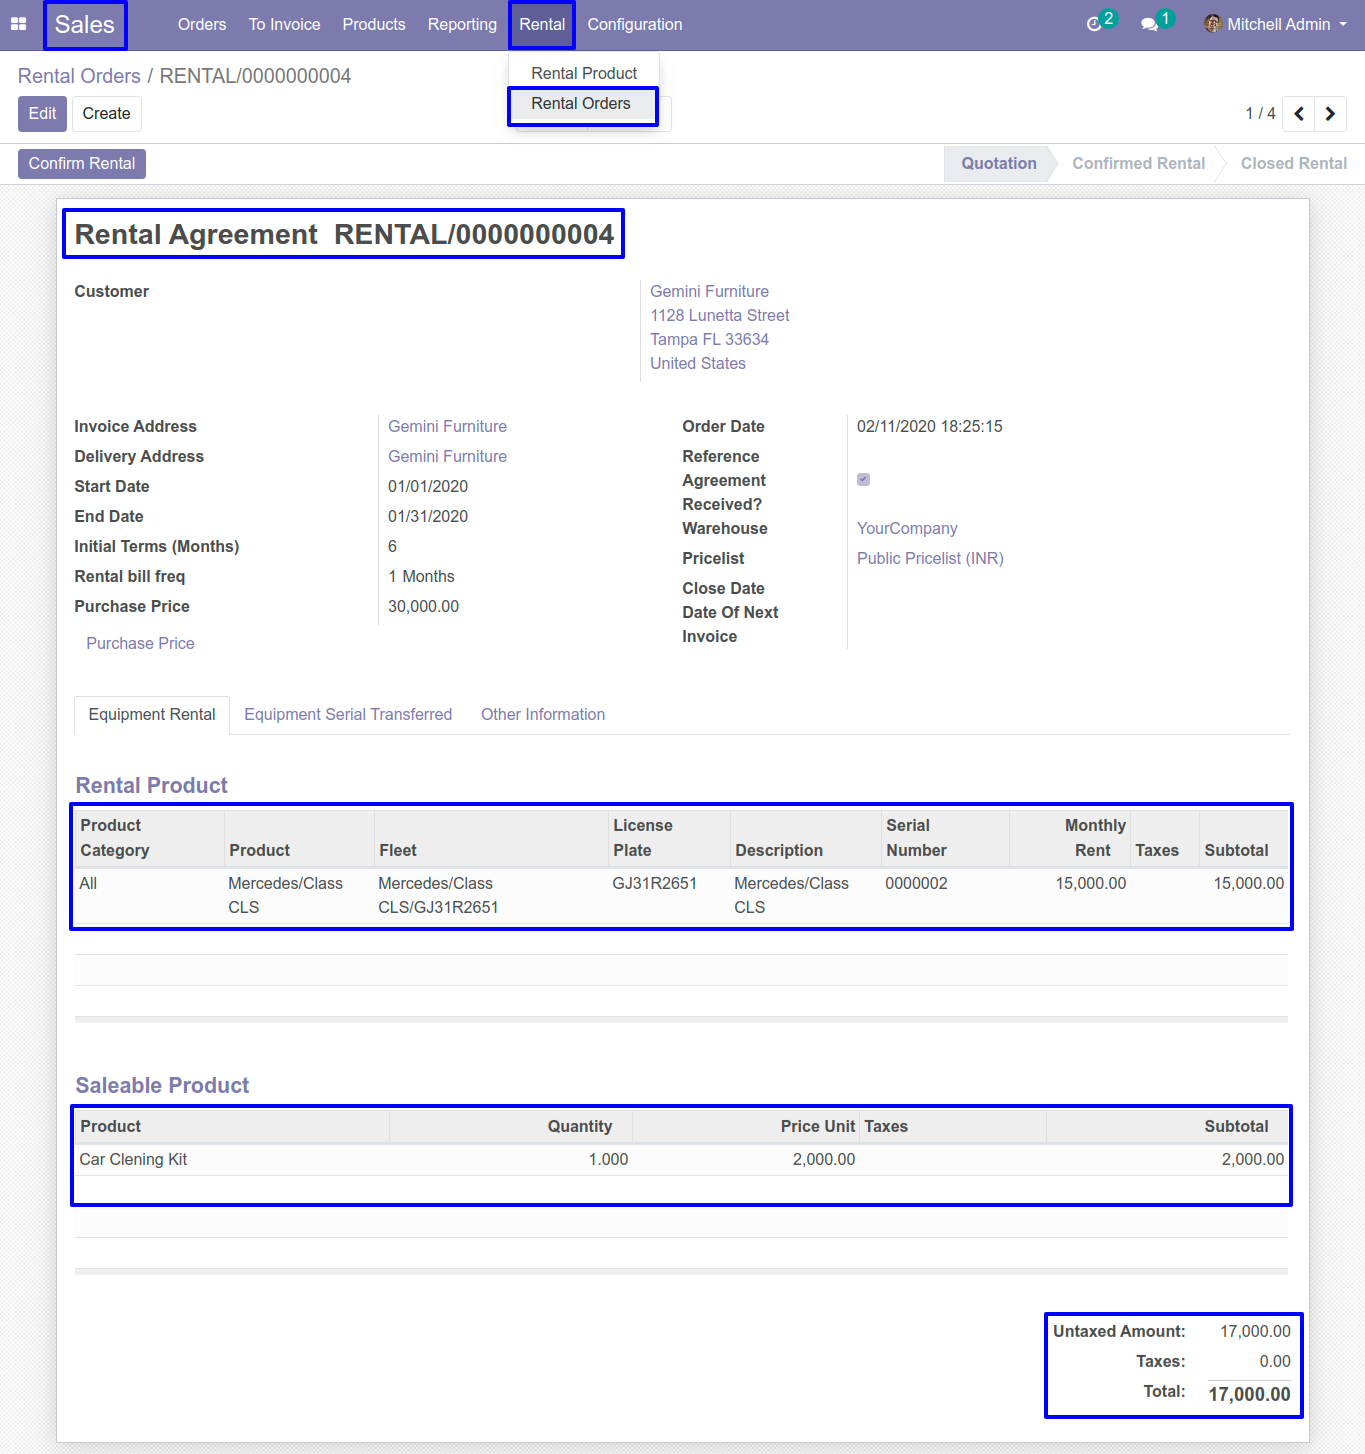 Sales
Orders To Invoice Products Reporting Rental Configuration
2 1 Mitchell Admin
Rental Orders / RENTAL/0000000004
Rental Product
Rental Orders
Edit Create
1 / 4
Confirm Rental
Quotation Confirmed Rental Closed Rental
Rental Agreement RENTAL/0000000004
Customer
Gemini Furniture
1128 Lunetta Street
Tampa FL 33634
United States
Invoice Address Gemini Furniture
Delivery Address Gemini Furniture
Start Date 01/01/2020
End Date 01/31/2020
Initial Terms (Months) 6
Rental bill freq 1 Months
Purchase Price 30,000.00
Purchase Price
Order Date 02/11/2020 18:25:15
Reference
Agreement
Received?
Warehouse YourCompany
Pricelist Public Pricelist (INR)
Close Date
Date Of Next
Invoice
Equipment Rental Equipment Serial Transferred Other Information
Rental Product
Product License Serial Monthly
Category Product Fleet Plate Description Number Rent Taxes Subtotal
All Mercedes/Class Mercedes/Class GJ31R2651 Mercedes/Class 0000002 15,000.00 15,000.00
CLS CLS/GJ31R2651 CLS
Saleable Product
Product Quantity Price Unit Taxes Subtotal
Car Clening Kit 1.000 2,000.00 2,000.00
Untaxed Amount: 17,000.00
Taxes: 0.00
Total: 17,000.00